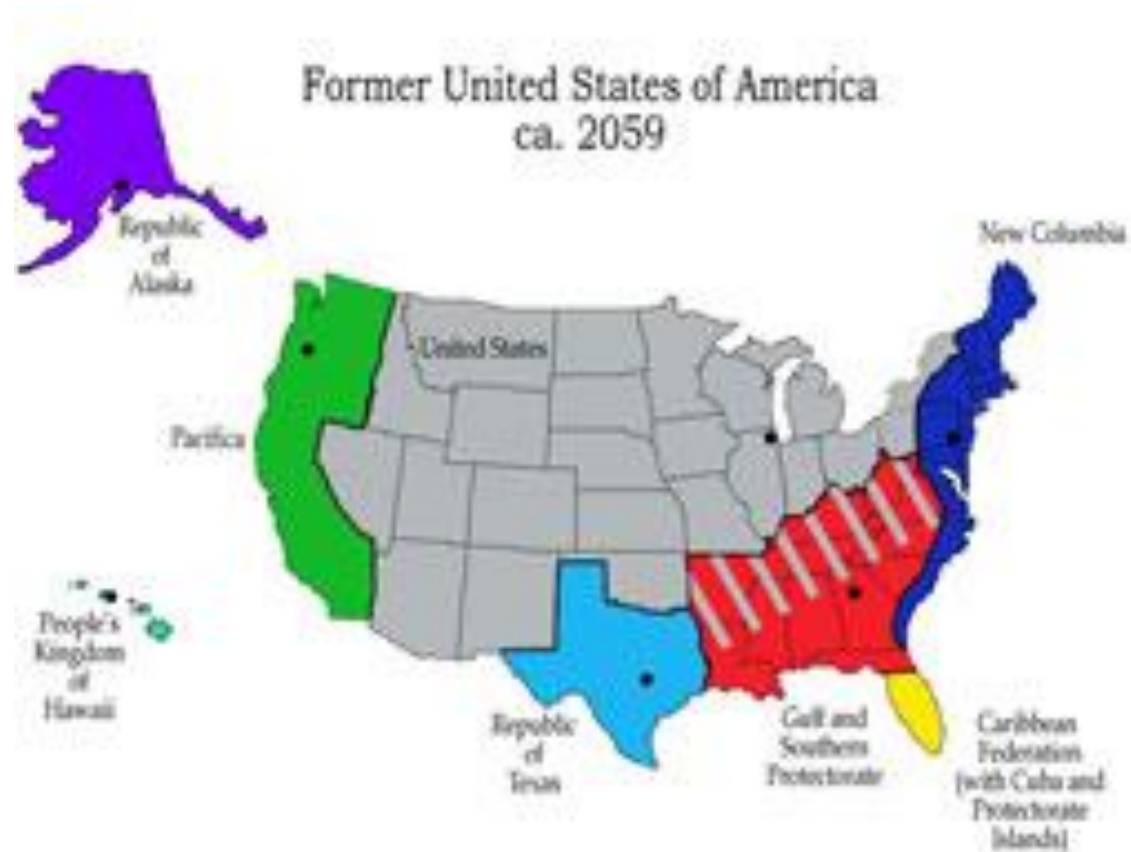 Former United States of America
ca. 2059
Republic
of
Alaska
New Columbia
United States
Pacifica
People's
Kingdom
of
Hawaii
Republic
of
Texas
Gulf and
Southern
Protectorate
Caribbean
Federation
(with Cuba and
Protectorate
Islands)